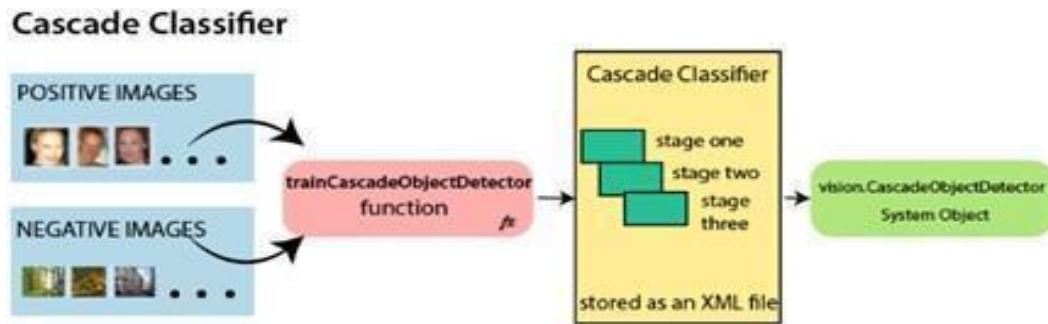 Cascade Classifier
POSITIVE IMAGES
NEGATIVE IMAGES
trainCascadeObjectDetector
function
fx
Cascade Classifier
stage one
stage two
stage
three
stored as an XML file
vision.CascadeObjectDetector
System Object